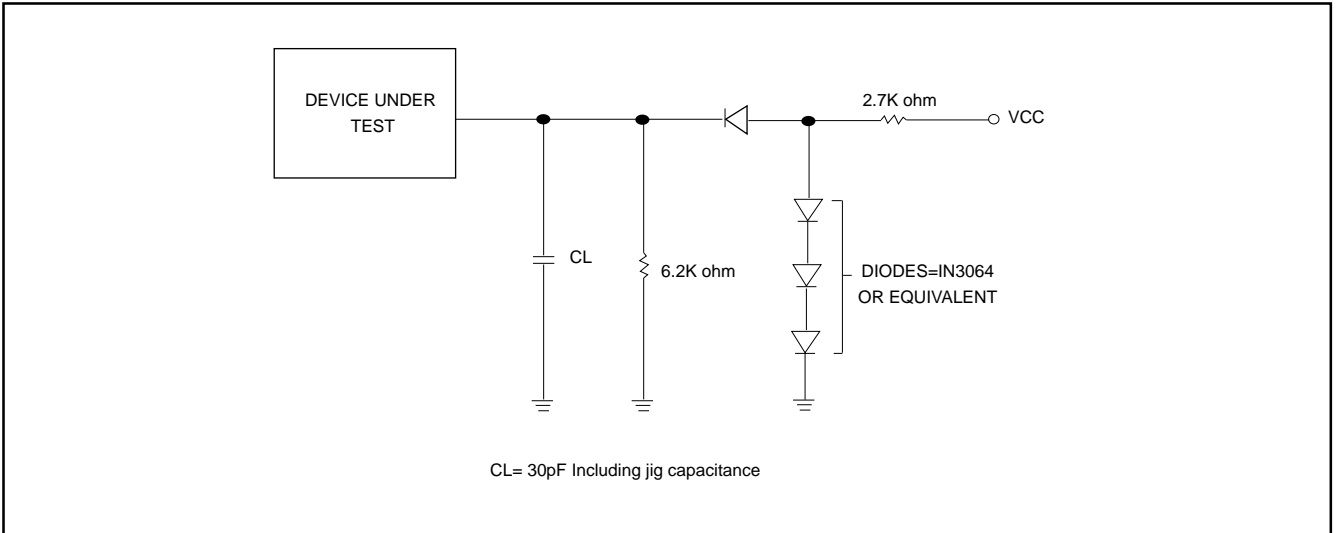 DEVICE UNDER
TEST
2.7K ohm
VCC
CL
6.2K ohm
DIODES=IN3064
OR EQUIVALENT
CL= 30pF Including jig capacitance